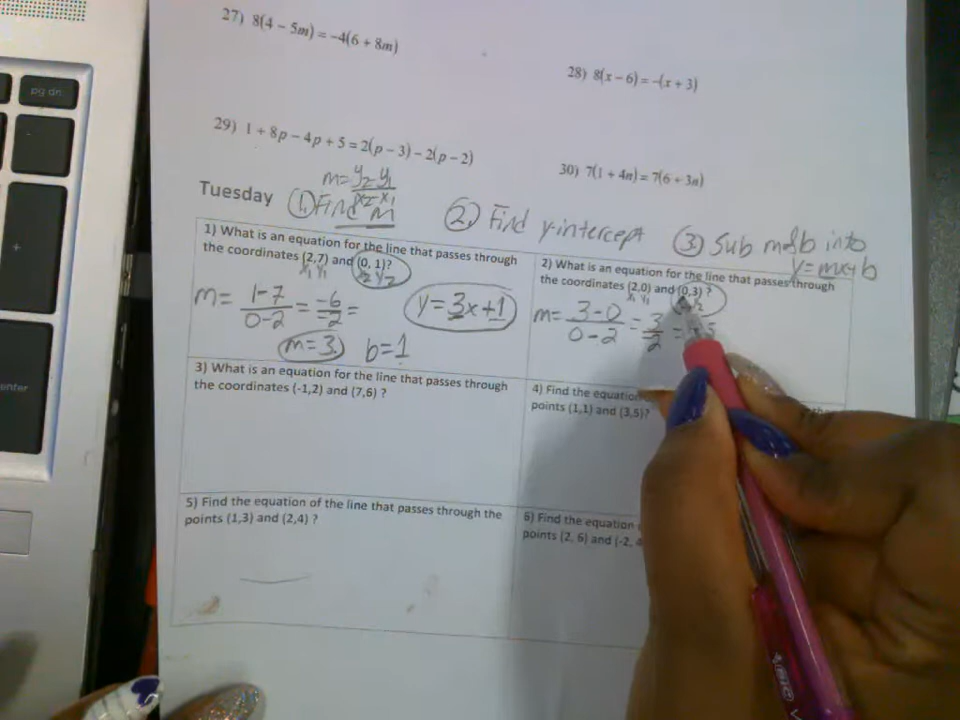 27) 8(4 − 5m) = −4(6 + 8m)
28) 8(x − 6) = −(x + 3)
pg dn
29) 1 + 8p − 4p + 5 = 2(p − 3) − 2(p − 2)
30) 7(1 + 4n) = 7(6 + 3n)
+
enter
m= y2-y1
x2-x1
Tuesday
① Find M
② Find y-intercept
③ Sub m&b into
y=mx+b
1) What is an equation for the line that passes through
the coordinates (2,7) and (0, 1)?
x1 y1 x2 y2
m= 1-7 = -6 =
0-2 -2
y=3x+1
m=3 b=1
2) What is an equation for the line that passes through
the coordinates (2,0) and (0,3) ?
x1 y1
m= 3-0 = 3 =
0-2 -2
3) What is an equation for the line that passes through
the coordinates (-1,2) and (7,6) ?
4) Find the equation
points (1,1) and (3,5)?
5) Find the equation of the line that passes through the
points (1,3) and (2,4) ?
6) Find the equation
points (2, 6) and (-2, 4
BIC